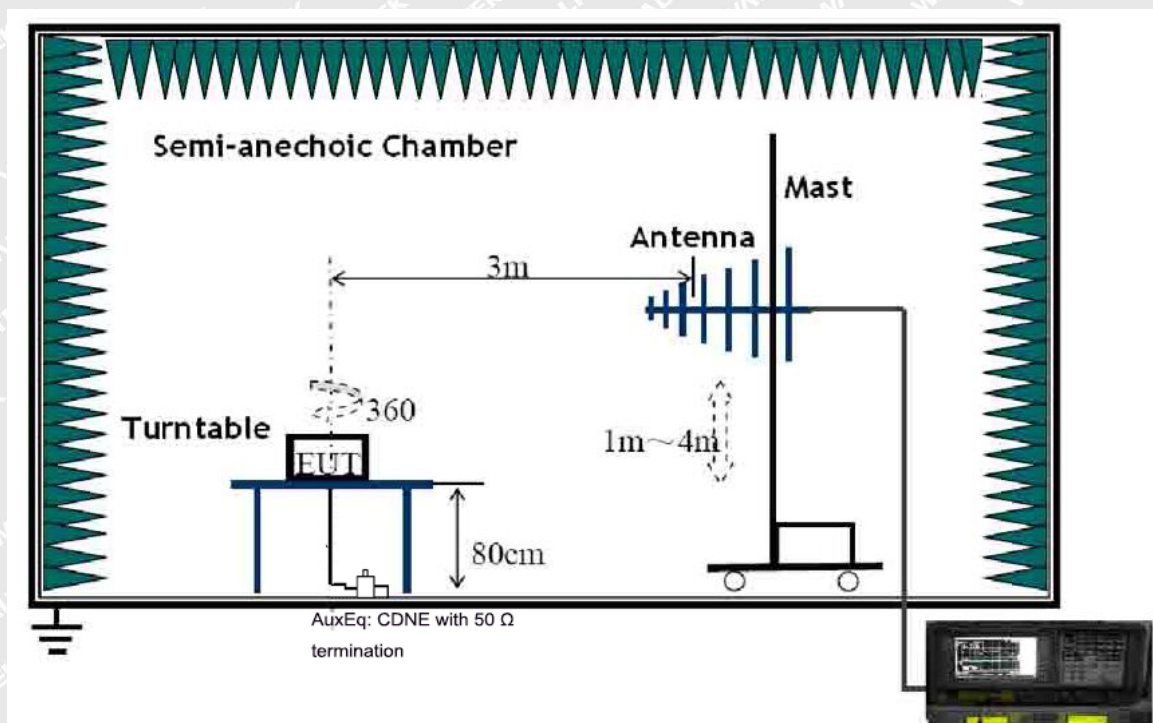 Semi-anechoic Chamber
Mast
Antenna
3m
360
Turntable
EUT
1m～4m
80cm
AuxEq: CDNE with 50 Ω
termination